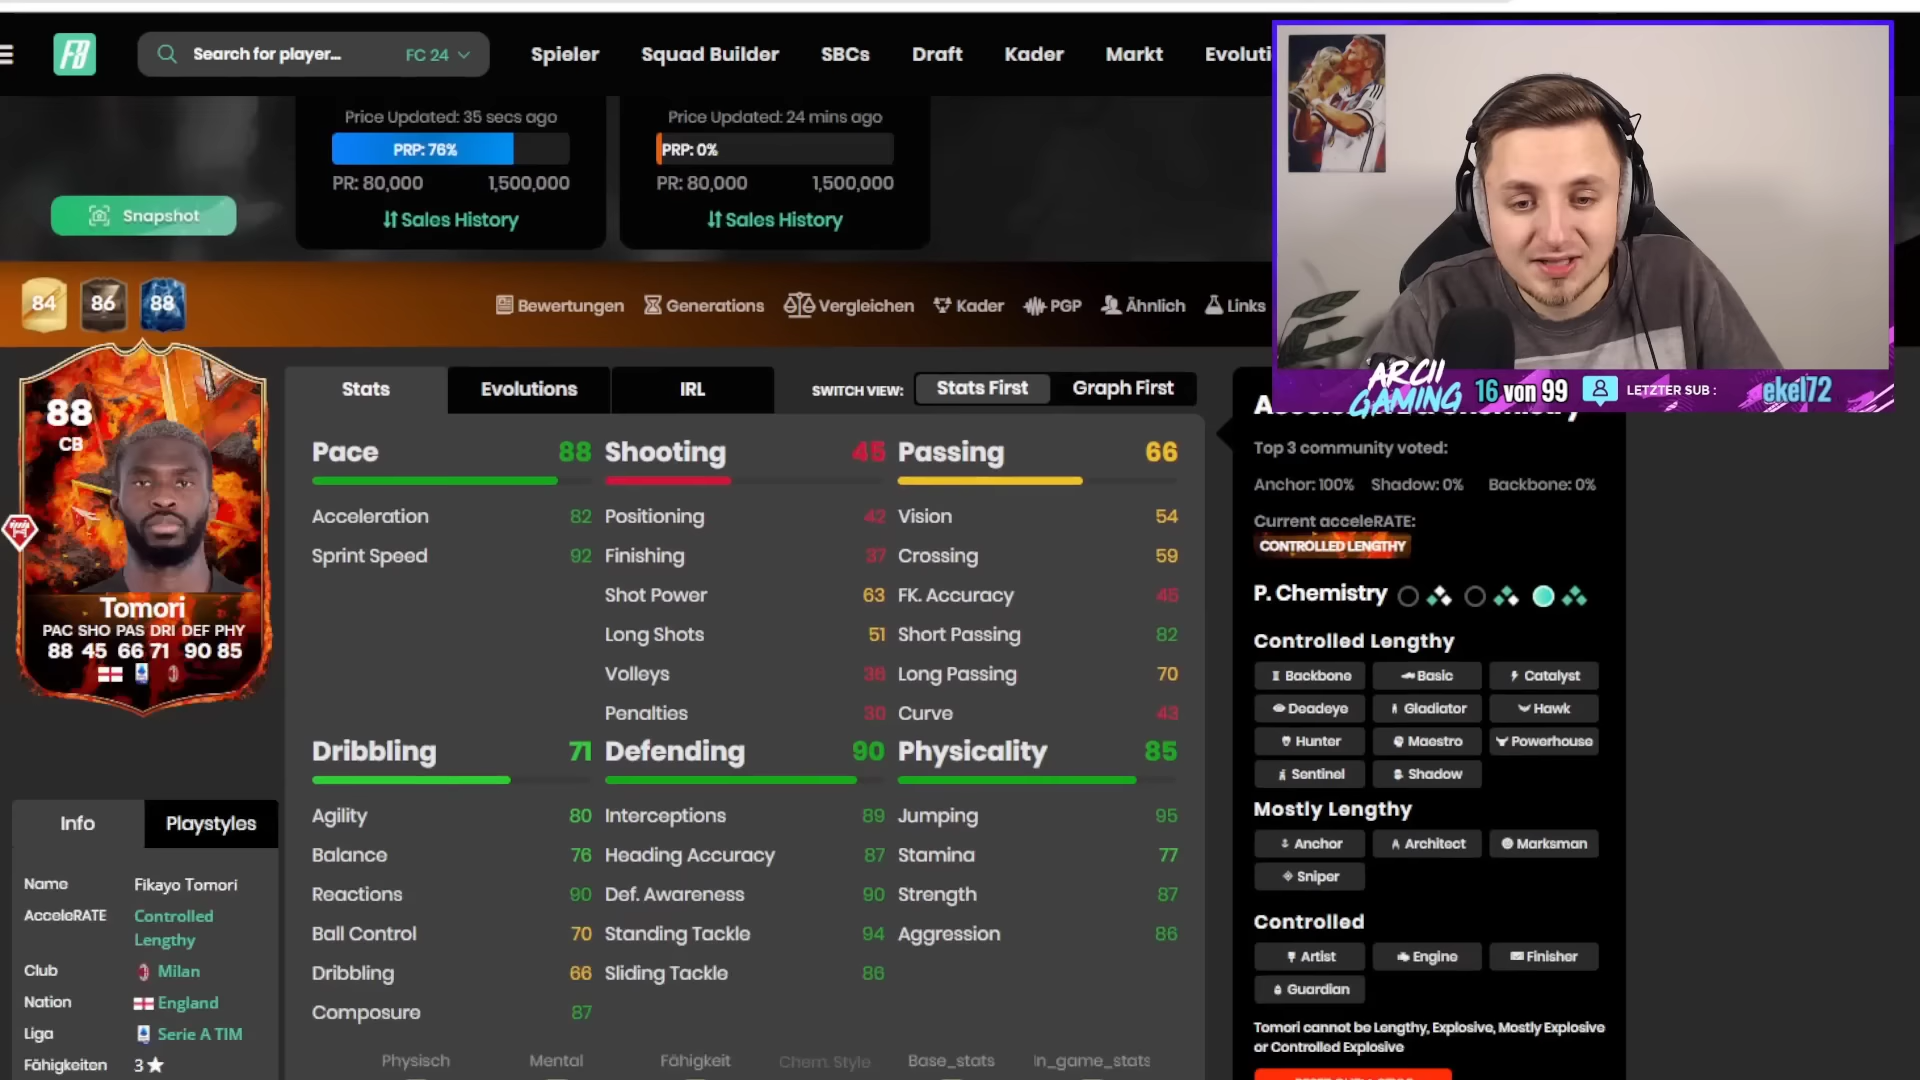 FB
Search for player...
FC 24
Spieler
Squad Builder
SBCs
Draft
Kader
Markt
Evoluti
Price Updated: 35 secs ago
PRP: 76%
PR: 80,000
1,500,000
Sales History
Price Updated: 24 mins ago
PRP: 0%
PR: 80,000
1,500,000
Sales History
Snapshot
84
86
88
Bewertungen
Generations
Vergleichen
Kader
PGP
Ähnlich
Links
ARCII
GAMING
16 von 99
LETZTER SUB :
ekel72
88
CB
Tomori
PAC SHO PAS DRI DEF PHY
88 45 66 71 90 85
Stats
Evolutions
IRL
SWITCH VIEW:
Stats First
Graph First
Pace 88
Acceleration 82
Sprint Speed 92
Shooting 45
Positioning 42
Finishing 37
Shot Power 63
Long Shots 51
Volleys 36
Penalties 30
Passing 66
Vision 54
Crossing 59
FK. Accuracy 45
Short Passing 82
Long Passing 70
Curve 43
Dribbling 71
Agility 80
Balance 76
Reactions 90
Ball Control 70
Dribbling 66
Composure 87
Defending 90
Interceptions 89
Heading Accuracy 87
Def. Awareness 90
Standing Tackle 94
Sliding Tackle 86
Physicality 85
Jumping 95
Stamina 77
Strength 87
Aggression 86
Physisch
Mental
Fähigkeit
Chem. Style
Base_stats
In_game_stats
Info
Playstyles
Name Fikayo Tomori
AcceleRATE Controlled
Lengthy
Club Milan
Nation England
Liga Serie A TIM
Fähigkeiten 3★
Top 3 community voted:
Anchor: 100% Shadow: 0% Backbone: 0%
Current acceleRATE:
CONTROLLED LENGTHY
P. Chemistry
Controlled Lengthy
Backbone
Basic
Catalyst
Deadeye
Gladiator
Hawk
Hunter
Maestro
Powerhouse
Sentinel
Shadow
Mostly Lengthy
Anchor
Architect
Marksman
Sniper
Controlled
Artist
Engine
Finisher
Guardian
Tomori cannot be Lengthy, Explosive, Mostly Explosive
or Controlled Explosive